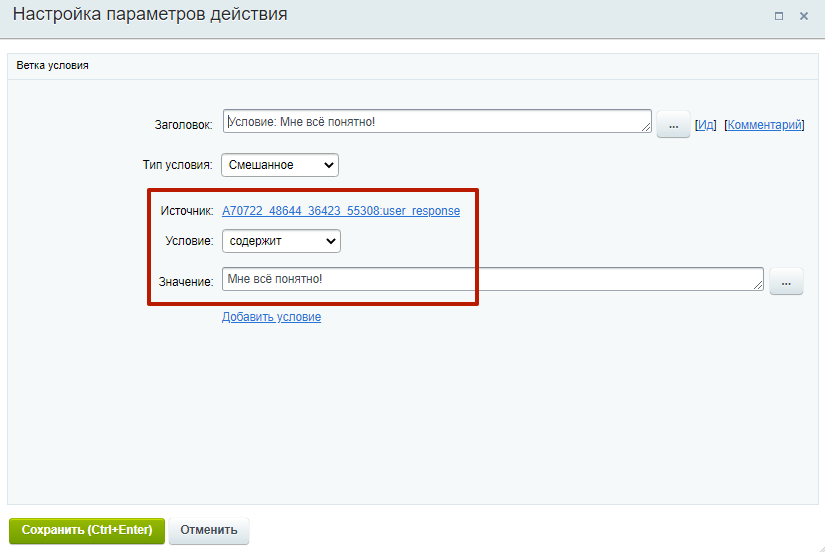 Настройка параметров действия
Ветка условия
Заголовок: Условие: Мне всё понятно! ... [Ид] [Комментарий]
Тип условия: Смешанное
Источник: A70722_48644_36423_55308:user_response
Условие: содержит
Значение: Мне всё понятно! ...
Добавить условие
Сохранить (Ctrl+Enter) Отменить